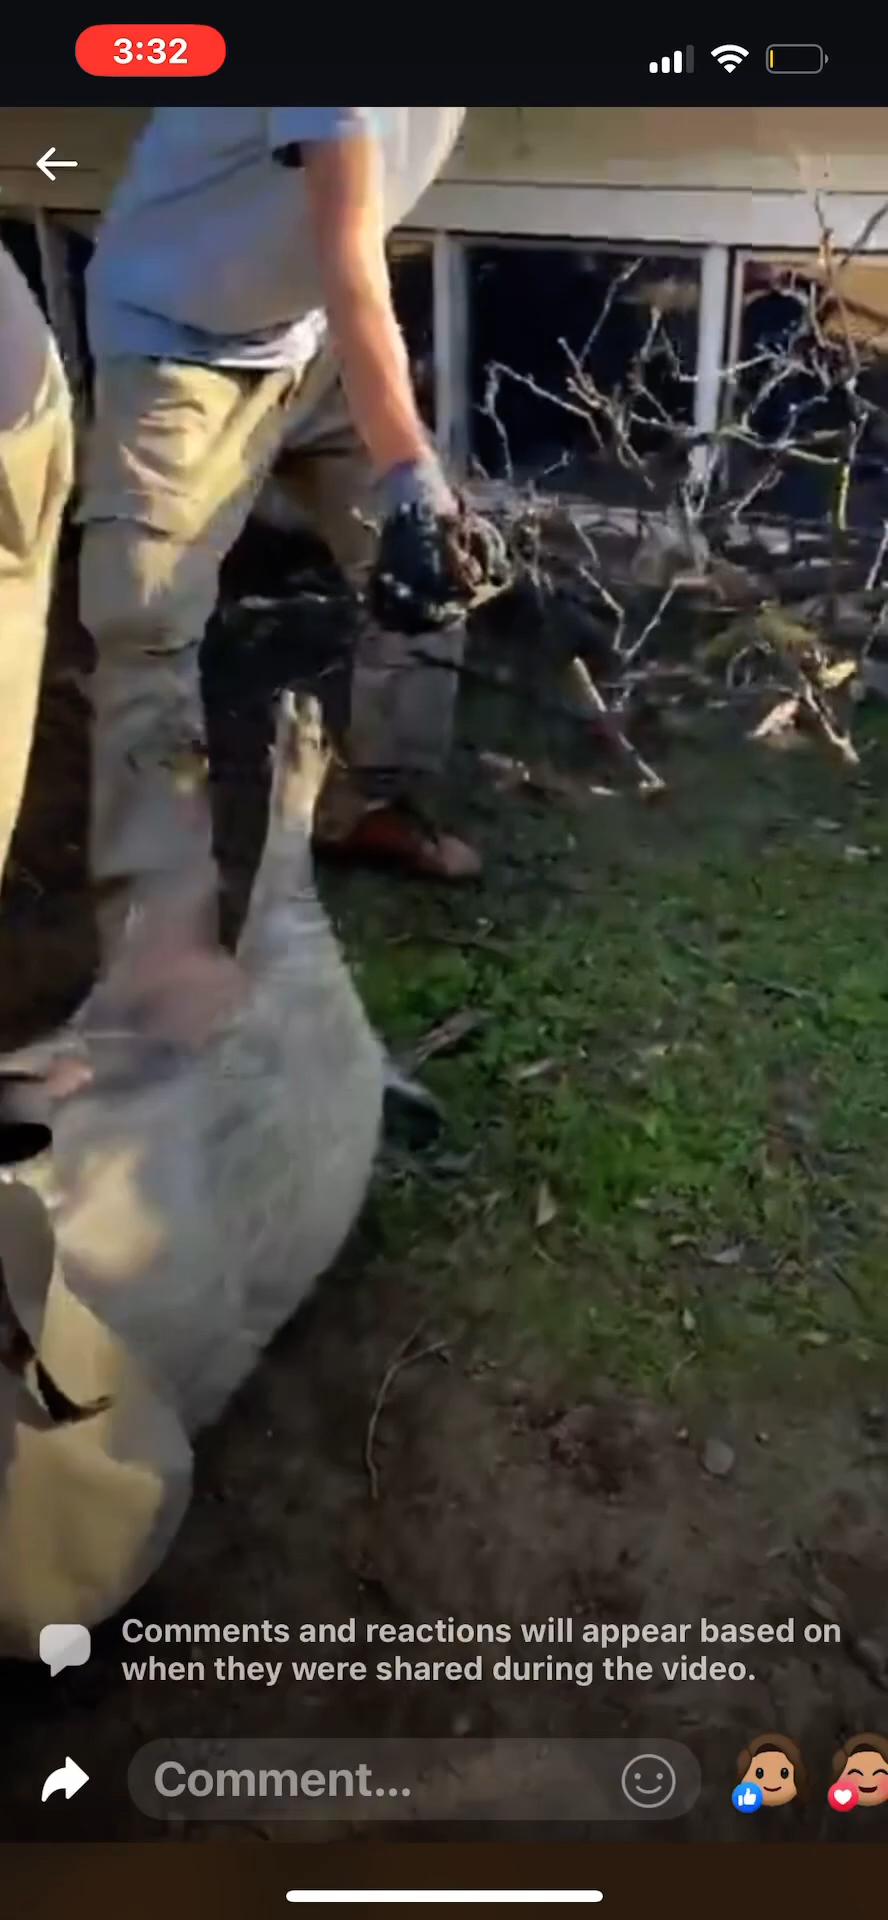 3:32
Comments and reactions will appear based on
when they were shared during the video.
Comment...